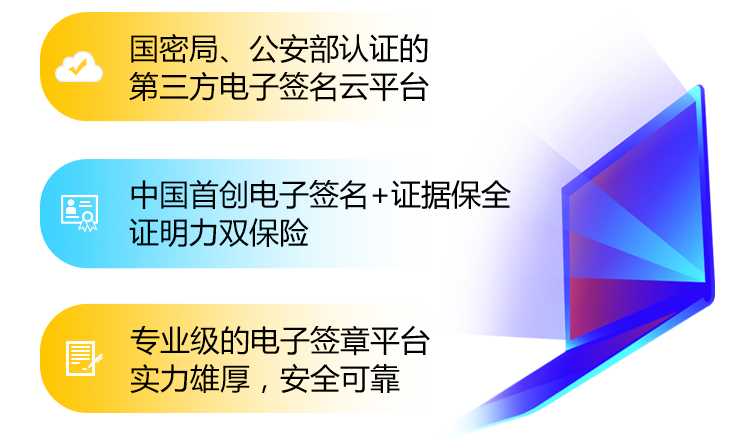 国密局、公安部认证的
第三方电子签名云平台
中国首创电子签名+证据保全
证明力双保险
专业级的电子签章平台
实力雄厚，安全可靠